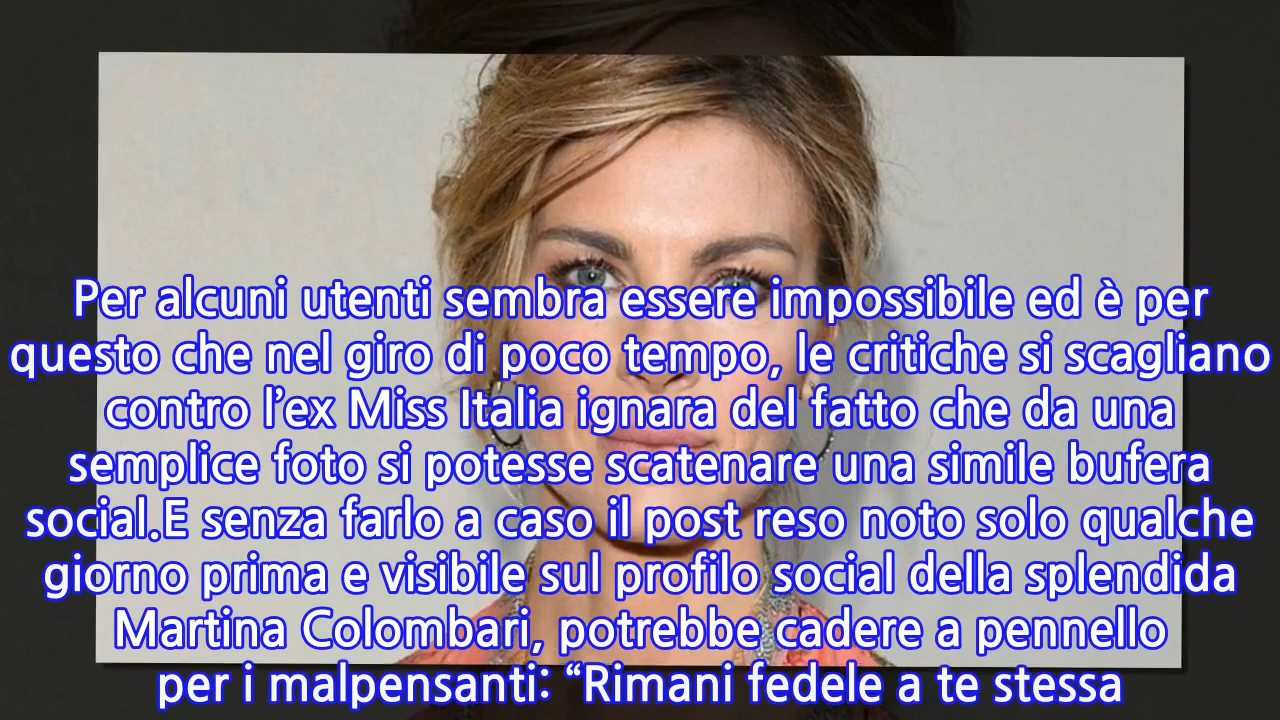 Per alcuni utenti sembra essere impossibile ed è per
questo che nel giro di poco tempo, le critiche si scagliano
contro l’ex Miss Italia ignara del fatto che da una
semplice foto si potesse scatenare una simile bufera
social.E senza farlo a caso il post reso noto solo qualche
giorno prima e visibile sul profilo social della splendida
Martina Colombari, potrebbe cadere a pennello
per i malpensanti: “Rimani fedele a te stessa